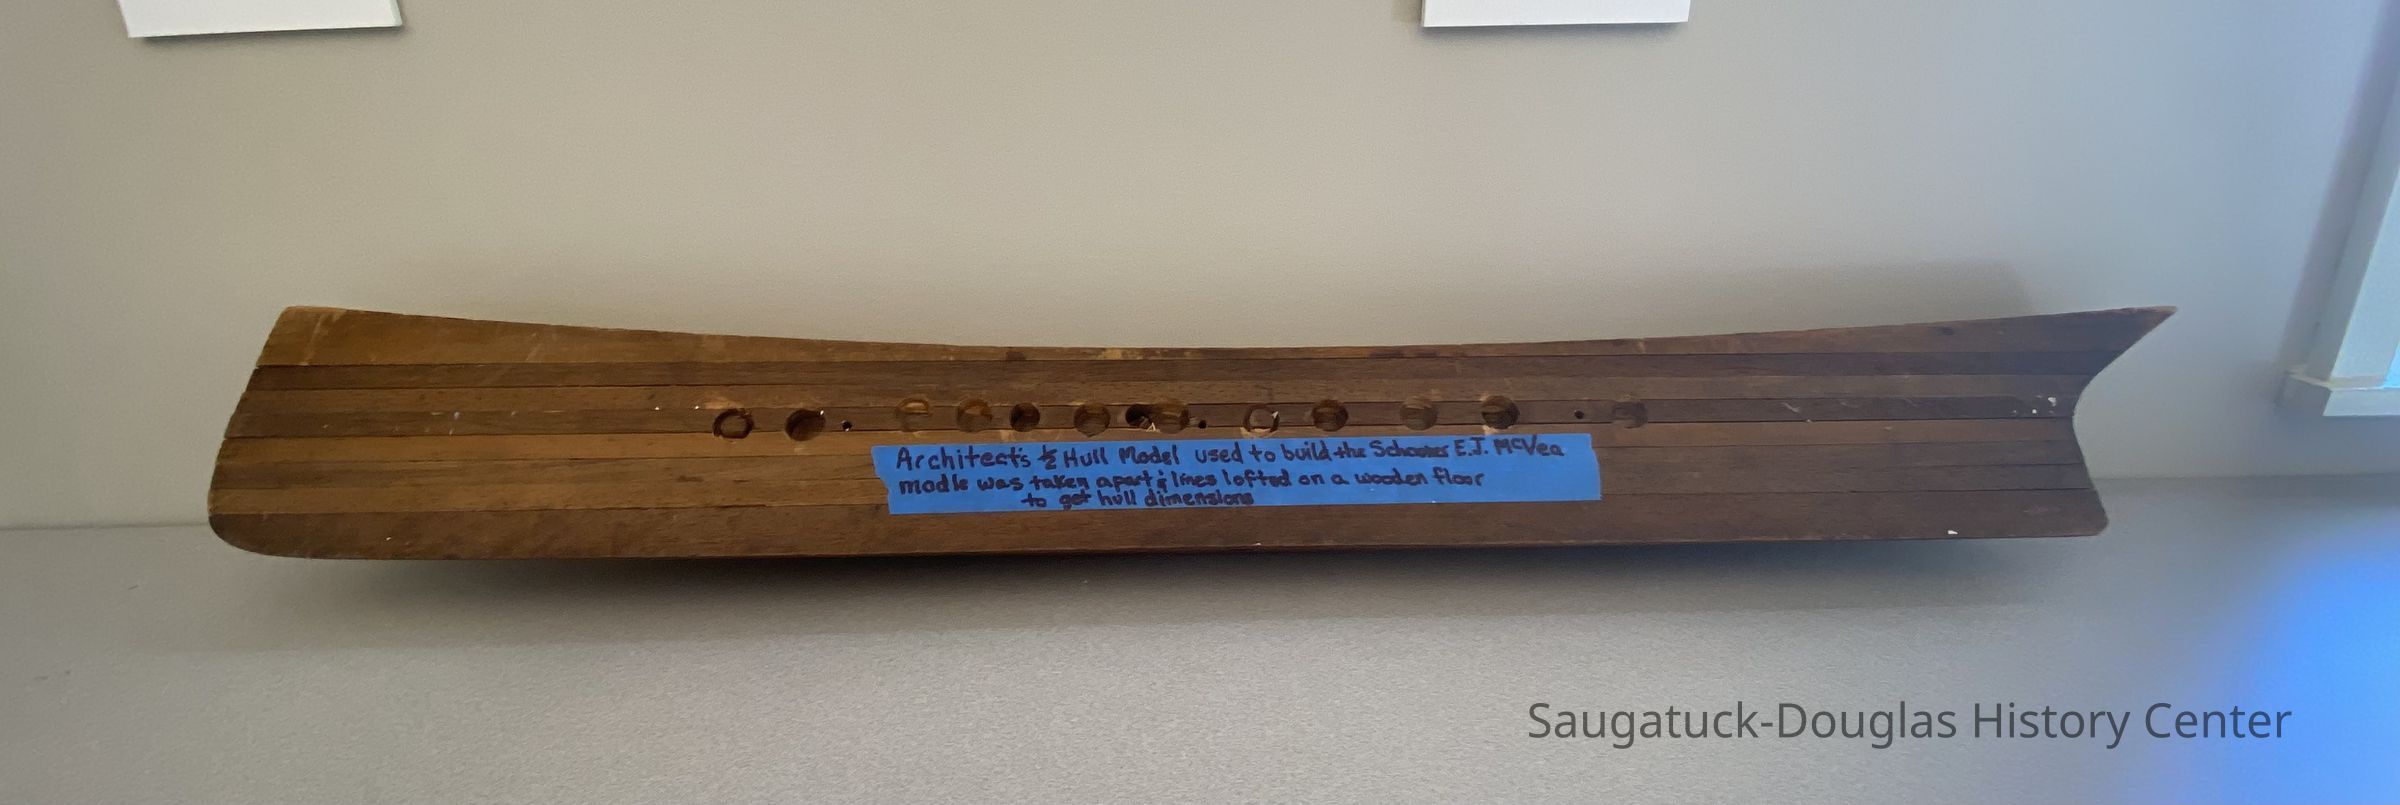 Architect's ½ Hull Model used to build the Schooner E.J. McVea
modle was taken apart & lines lofted on a wooden floor
to get hull dimensions
Saugatuck-Douglas History Center